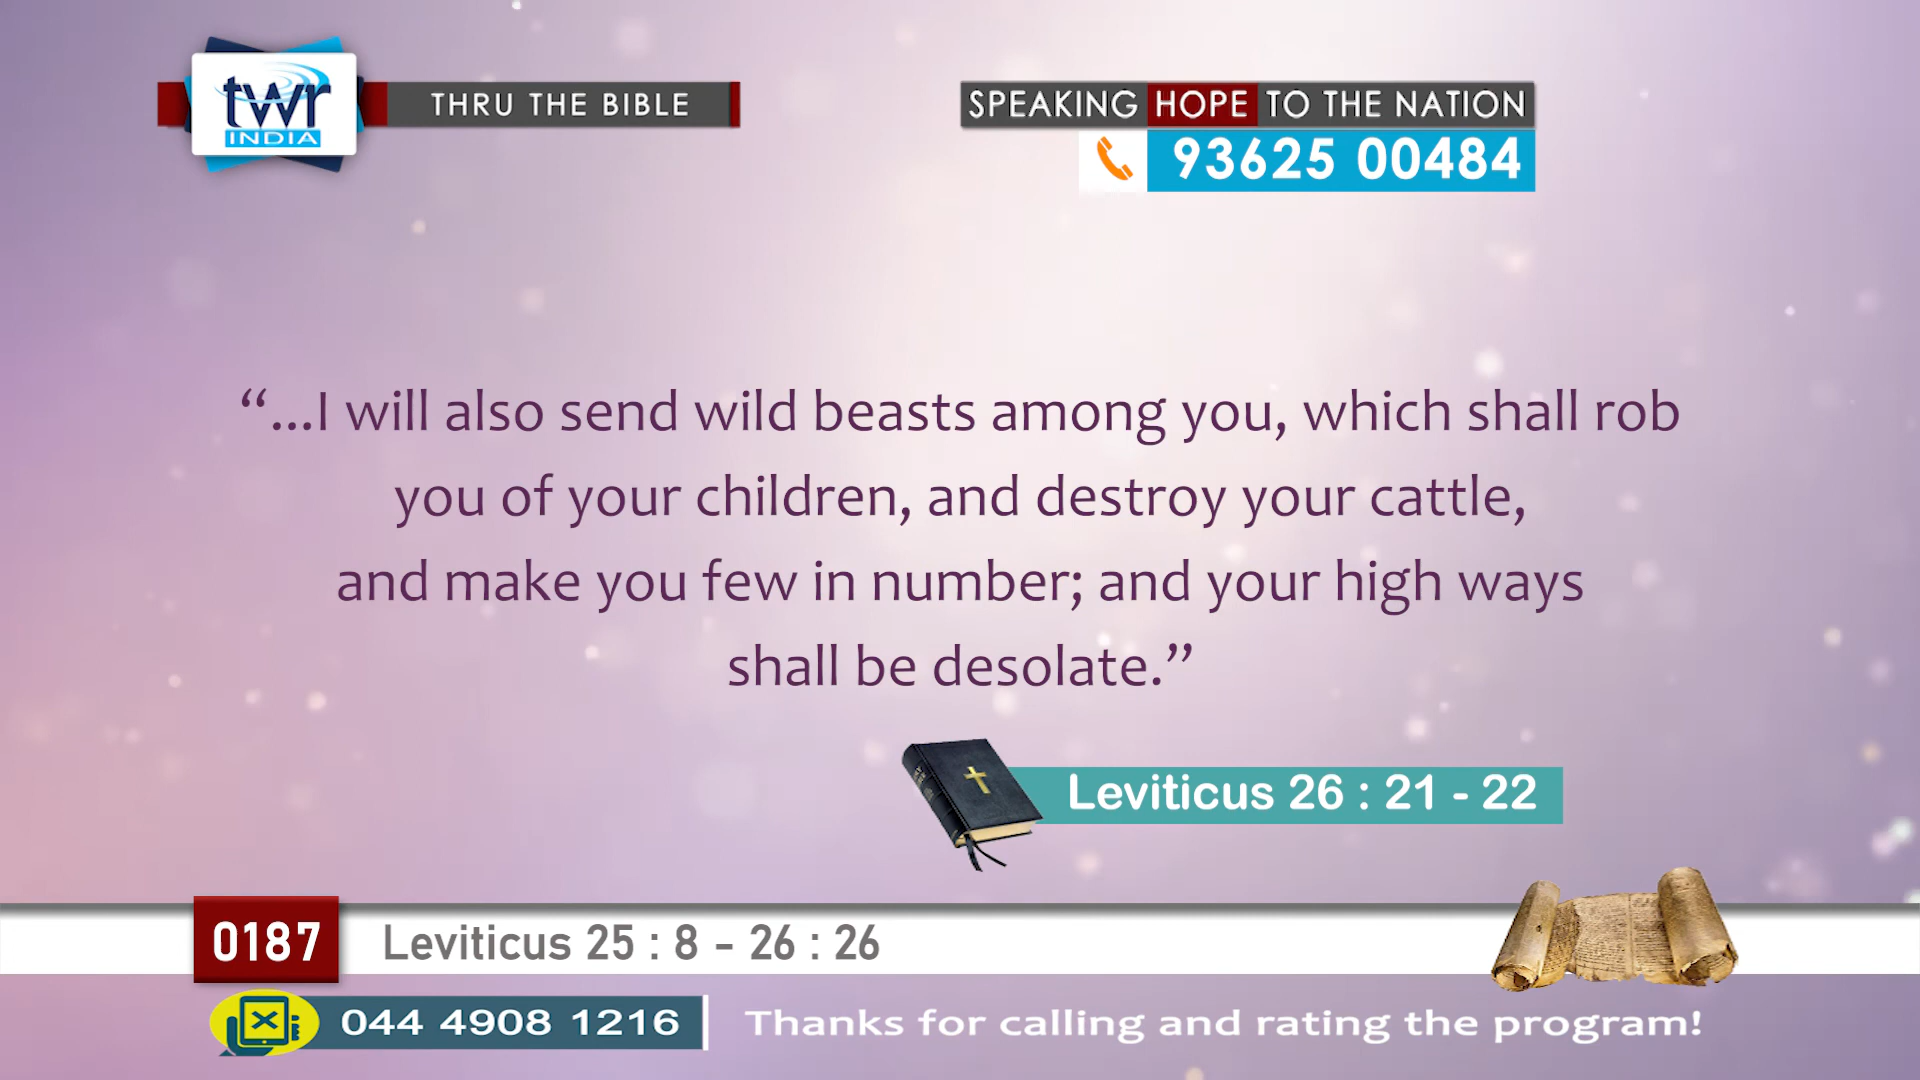 twr
INDIA
THRU THE BIBLE
SPEAKING HOPE TO THE NATION
93625 00484
“...I will also send wild beasts among you, which shall rob
you of your children, and destroy your cattle,
and make you few in number; and your high ways
shall be desolate.”
Leviticus 26 : 21 - 22
0187
Leviticus 25 : 8 - 26 : 26
044 4908 1216
Thanks for calling and rating the program!